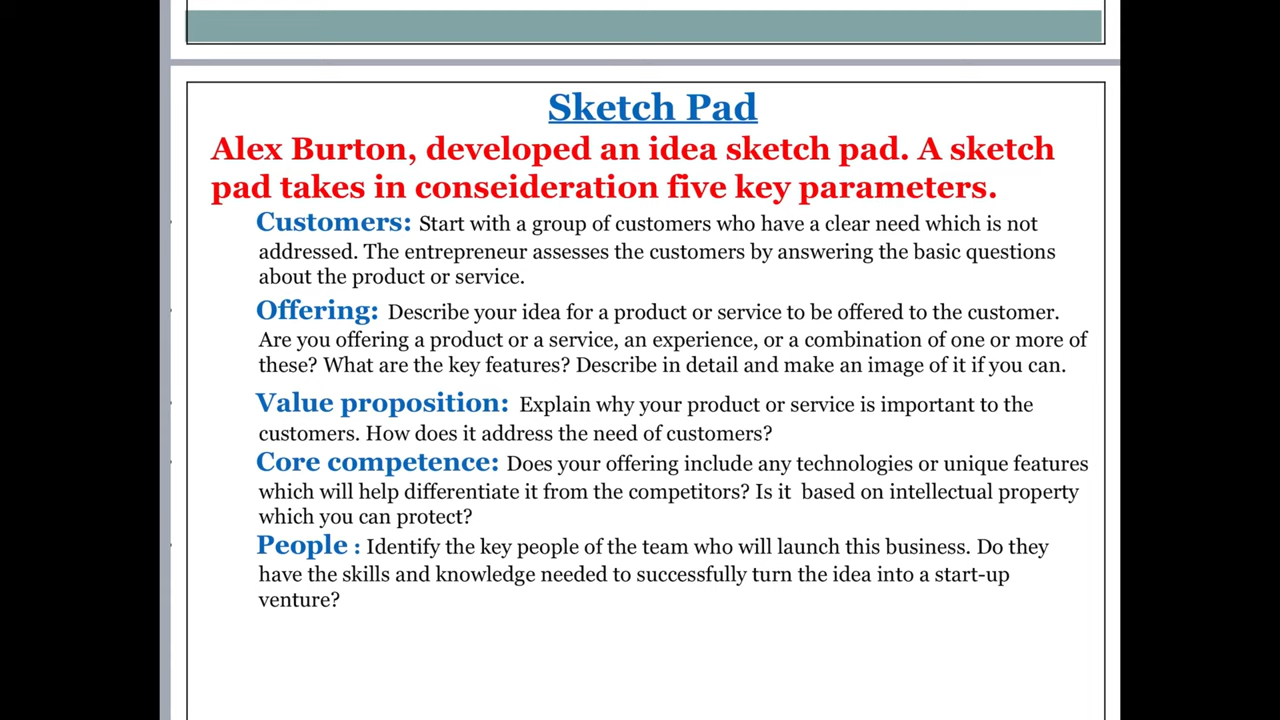 Sketch Pad
Alex Burton, developed an idea sketch pad. A sketch
pad takes in conseideration five key parameters.
Customers: Start with a group of customers who have a clear need which is not
addressed. The entrepreneur assesses the customers by answering the basic questions
about the product or service.
Offering: Describe your idea for a product or service to be offered to the customer.
Are you offering a product or a service, an experience, or a combination of one or more of
these? What are the key features? Describe in detail and make an image of it if you can.
Value proposition: Explain why your product or service is important to the
customers. How does it address the need of customers?
Core competence: Does your offering include any technologies or unique features
which will help differentiate it from the competitors? Is it based on intellectual property
which you can protect?
People : Identify the key people of the team who will launch this business. Do they
have the skills and knowledge needed to successfully turn the idea into a start-up
venture?